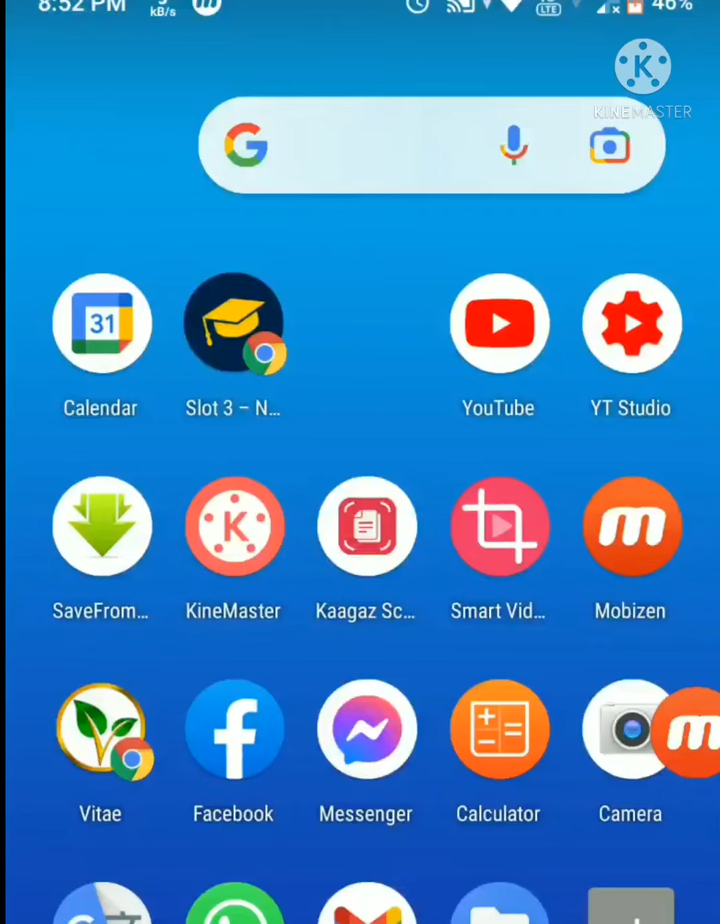 8:52 PM
kB/s
LTE
46%
KINEMASTER
31
Calendar
Slot 3 – N...
YouTube
YT Studio
SaveFrom...
KineMaster
Kaagaz Sc...
Smart Vid...
Mobizen
Vitae
Facebook
Messenger
Calculator
Camera